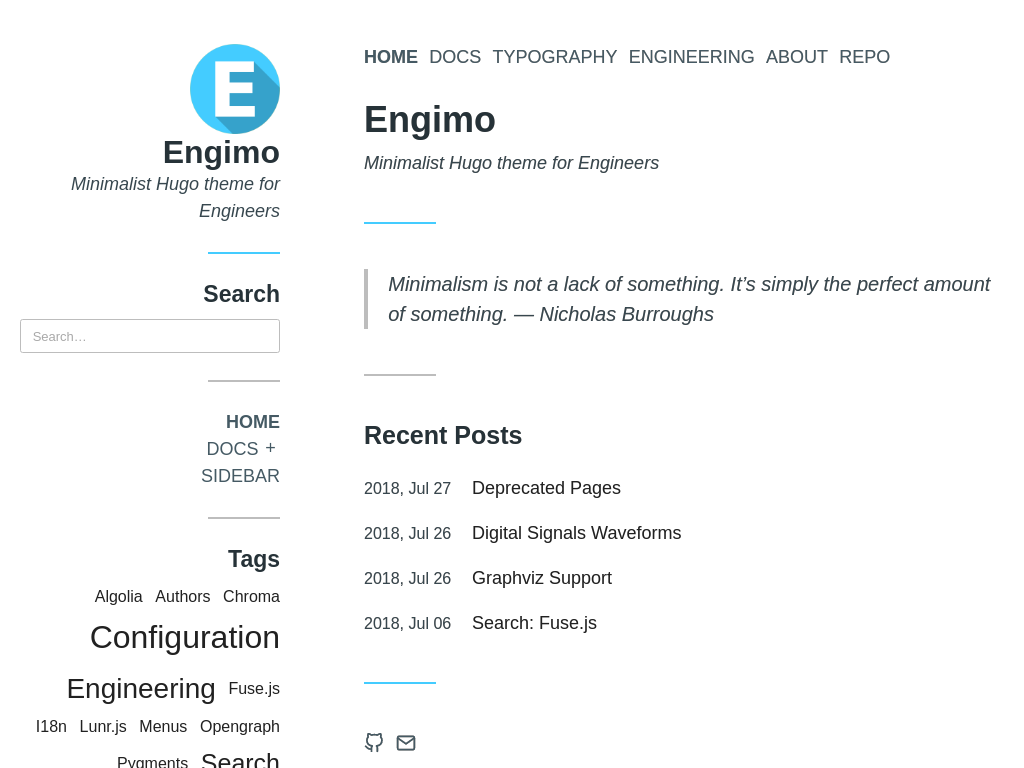 E
Engimo
Minimalist Hugo theme for
Engineers
Search
Search…
HOME
DOCS +
SIDEBAR
Tags
Algolia Authors Chroma
Configuration
Engineering Fuse.js
I18n Lunr.js Menus Opengraph
Pygments Search
HOME DOCS TYPOGRAPHY ENGINEERING ABOUT REPO
Engimo
Minimalist Hugo theme for Engineers
Minimalism is not a lack of something. It’s simply the perfect amount
of something. — Nicholas Burroughs
Recent Posts
2018, Jul 27 Deprecated Pages
2018, Jul 26 Digital Signals Waveforms
2018, Jul 26 Graphviz Support
2018, Jul 06 Search: Fuse.js